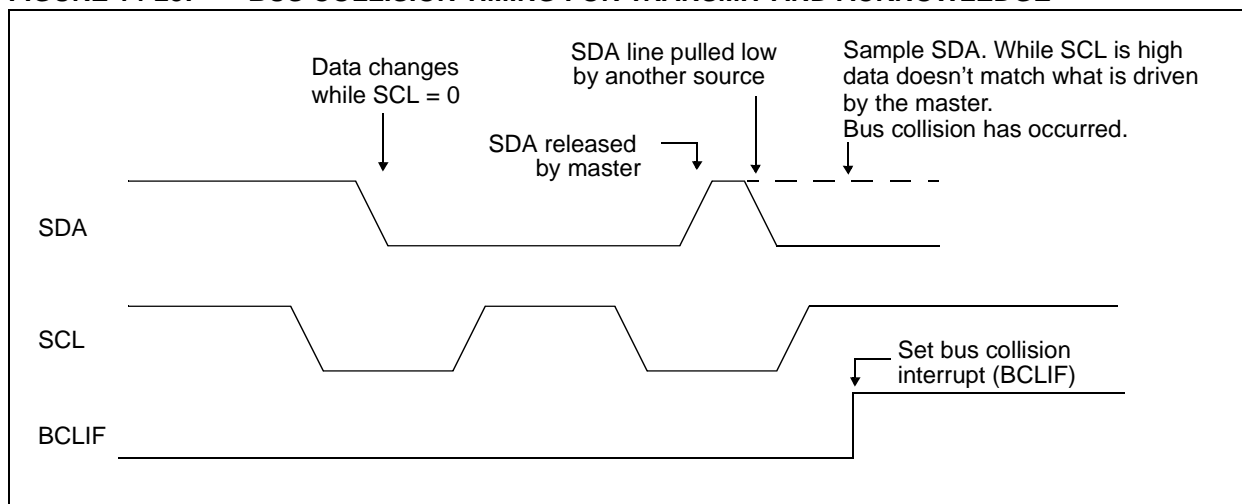 Data changes
while SCL = 0
SDA line pulled low
by another source
Sample SDA. While SCL is high
data doesn't match what is driven
by the master.
Bus collision has occurred.
SDA released
by master
SDA
SCL
Set bus collision
interrupt (BCLIF)
BCLIF